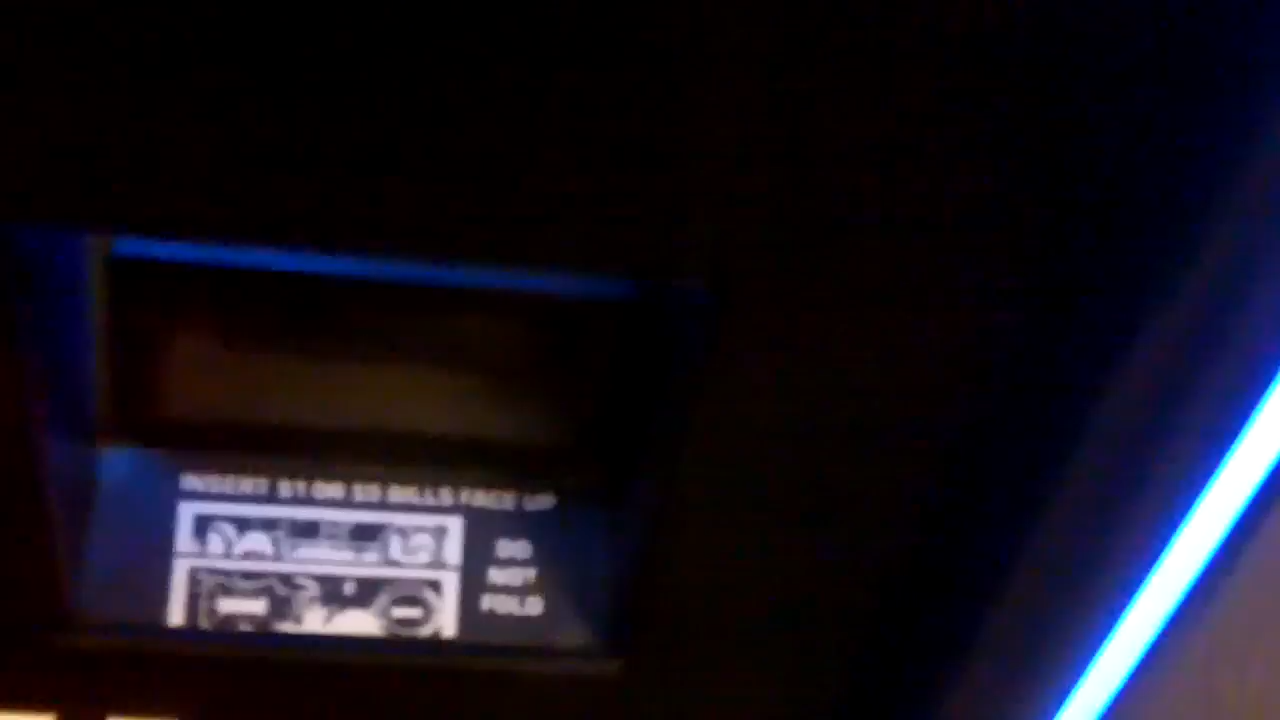 INSERT $1 OR $5 BILLS FACE UP
DO
NOT
FOLD